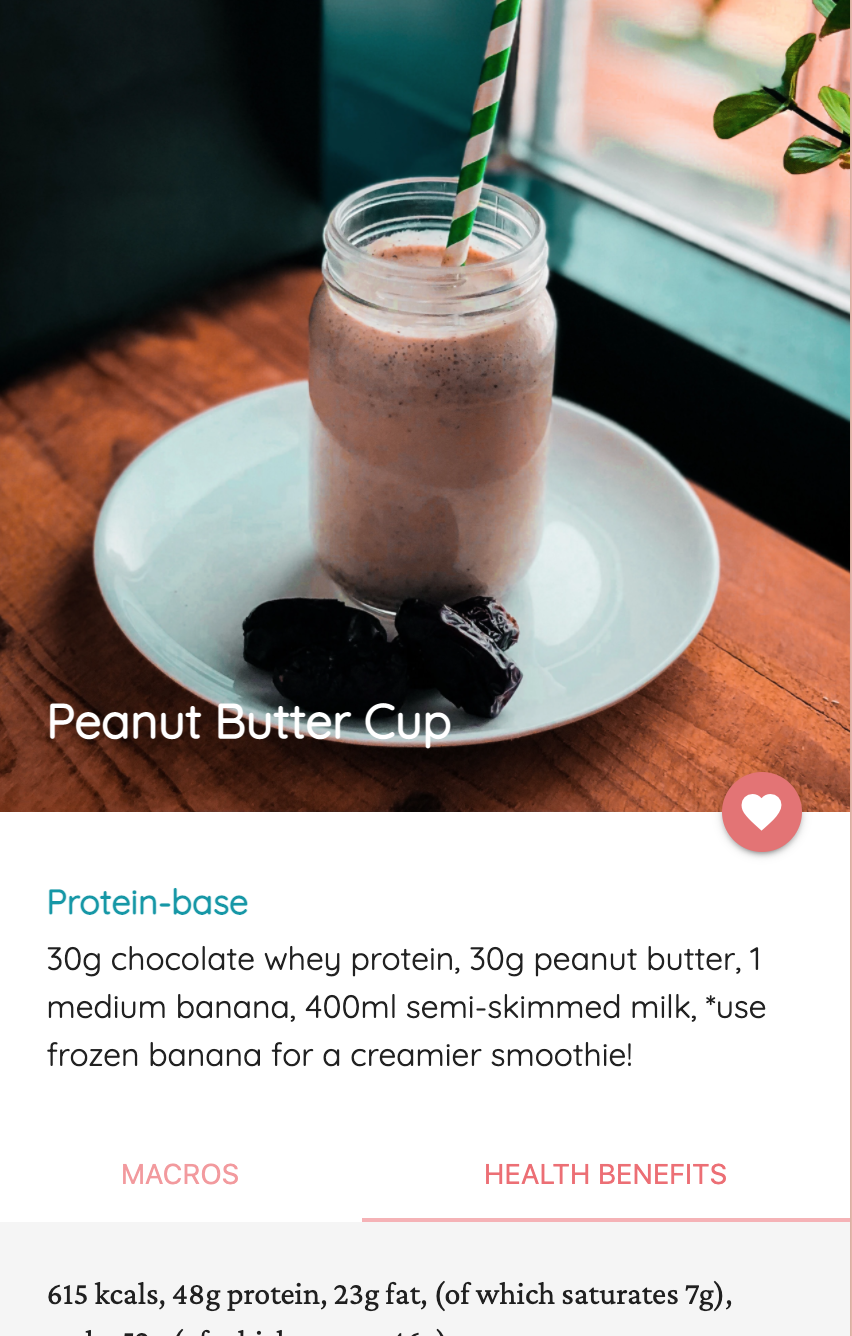 Peanut Butter Cup
Protein-base
30g chocolate whey protein, 30g peanut butter, 1
medium banana, 400ml semi-skimmed milk, *use
frozen banana for a creamier smoothie!
MACROS HEALTH BENEFITS
615 kcals, 48g protein, 23g fat, (of which saturates 7g),